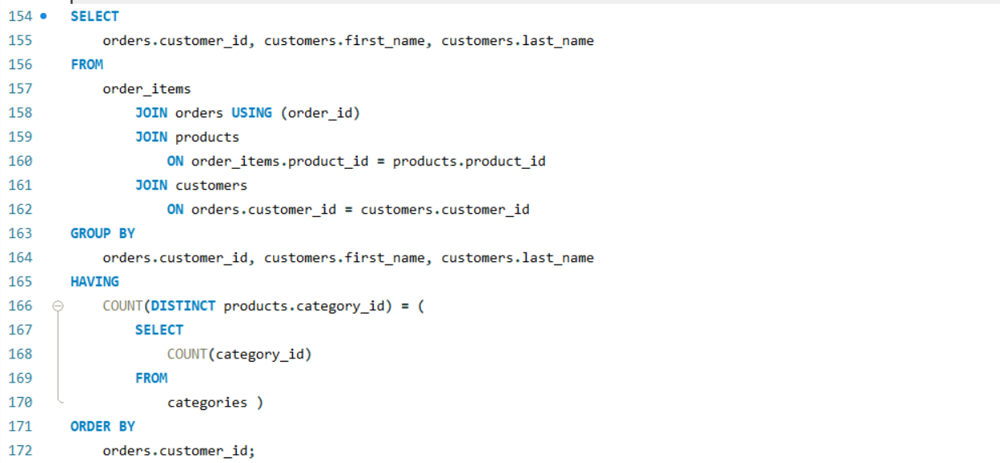 154 SELECT
155 orders.customer_id, customers.first_name, customers.last_name
156 FROM
157 order_items
158 JOIN orders USING (order_id)
159 JOIN products
160 ON order_items.product_id = products.product_id
161 JOIN customers
162 ON orders.customer_id = customers.customer_id
163 GROUP BY
164 orders.customer_id, customers.first_name, customers.last_name
165 HAVING
166 COUNT(DISTINCT products.category_id) = (
167 SELECT
168 COUNT(category_id)
169 FROM
170 categories )
171 ORDER BY
172 orders.customer_id;